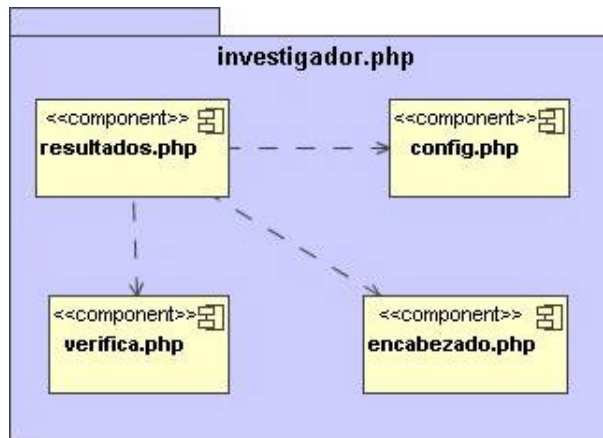 investigador.php
<<component>>
resultados.php
<<component>>
config.php
<<component>>
verifica.php
<<component>>
encabezado.php